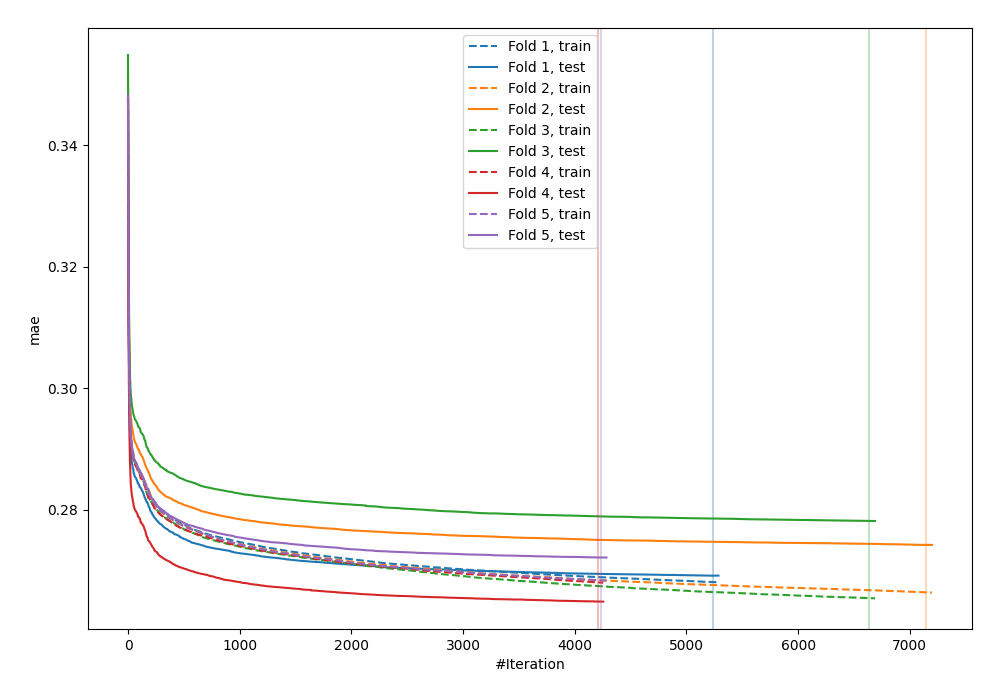 Fold 1, train
Fold 1, test
Fold 2, train
Fold 2, test
Fold 3, train
Fold 3, test
Fold 4, train
Fold 4, test
Fold 5, train
Fold 5, test
0.34
0.32
0.30
0.28
mae
0 1000 2000 3000 4000 5000 6000 7000
#Iteration